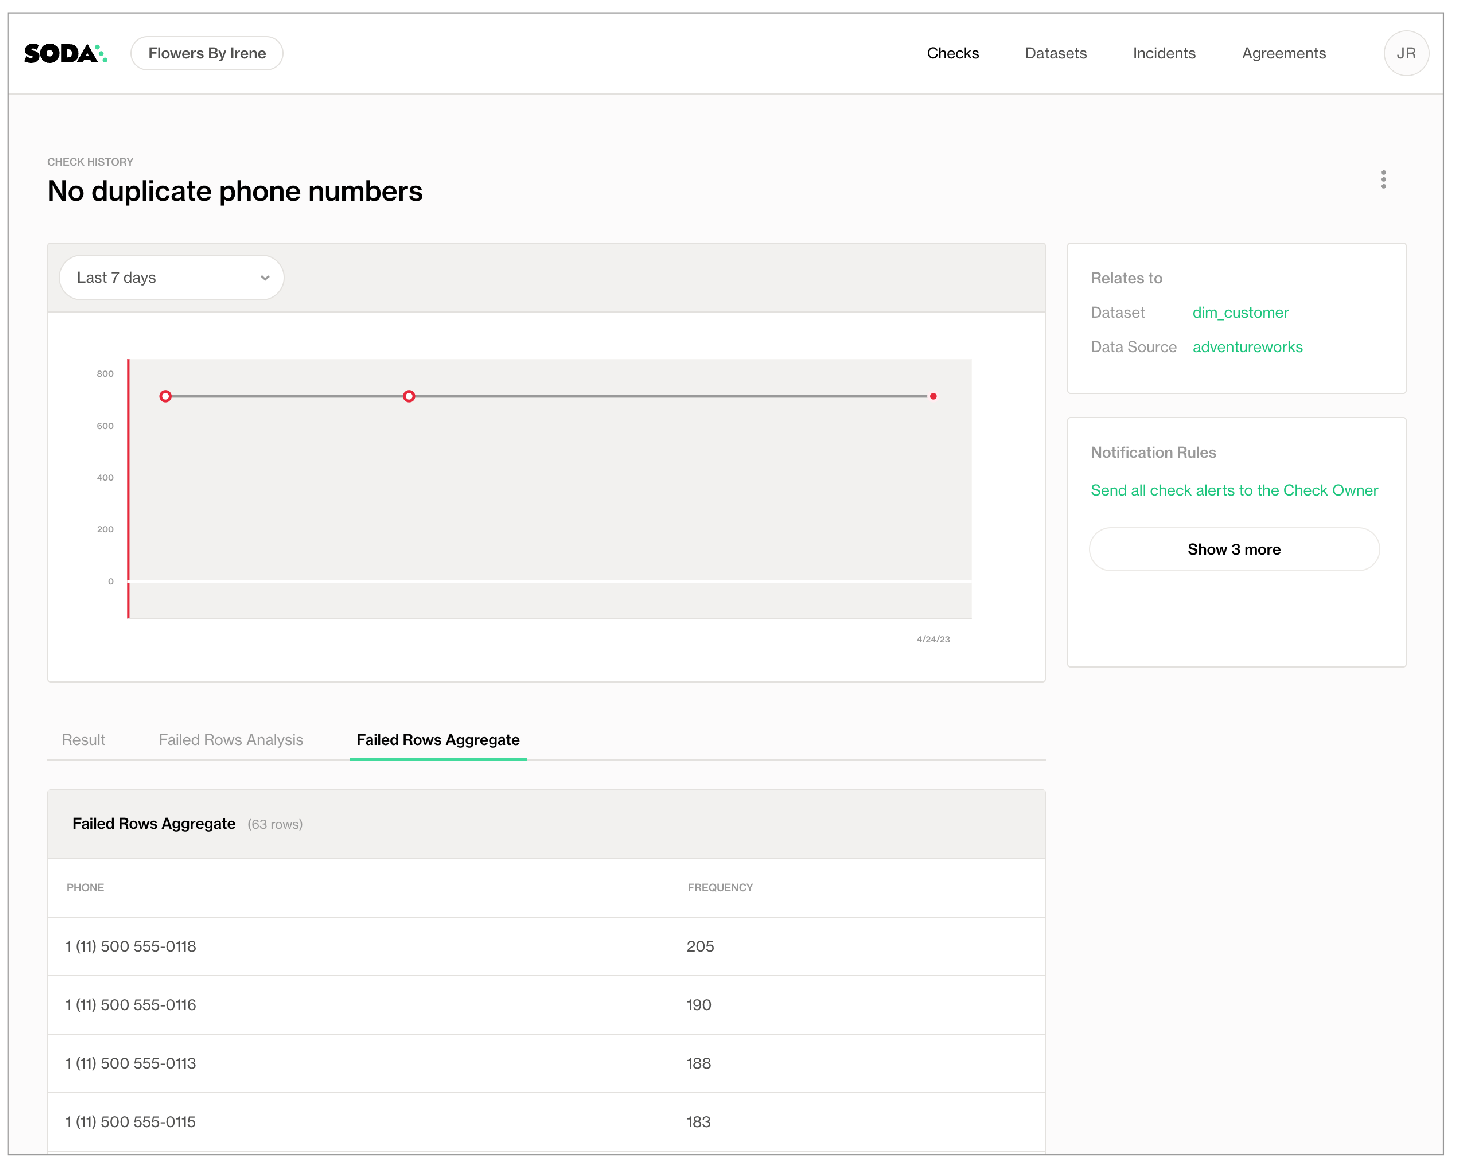 SODA Flowers By Irene Checks Datasets Incidents Agreements JR
CHECK HISTORY
No duplicate phone numbers
Last 7 days
800
600
400
200
0
4/24/23
Relates to
Dataset dim_customer
Data Source adventureworks
Notification Rules
Send all check alerts to the Check Owner
Show 3 more
Result Failed Rows Analysis Failed Rows Aggregate
Failed Rows Aggregate (63 rows)
PHONE FREQUENCY
1 (11) 500 555-0118 205
1 (11) 500 555-0116 190
1 (11) 500 555-0113 188
1 (11) 500 555-0115 183